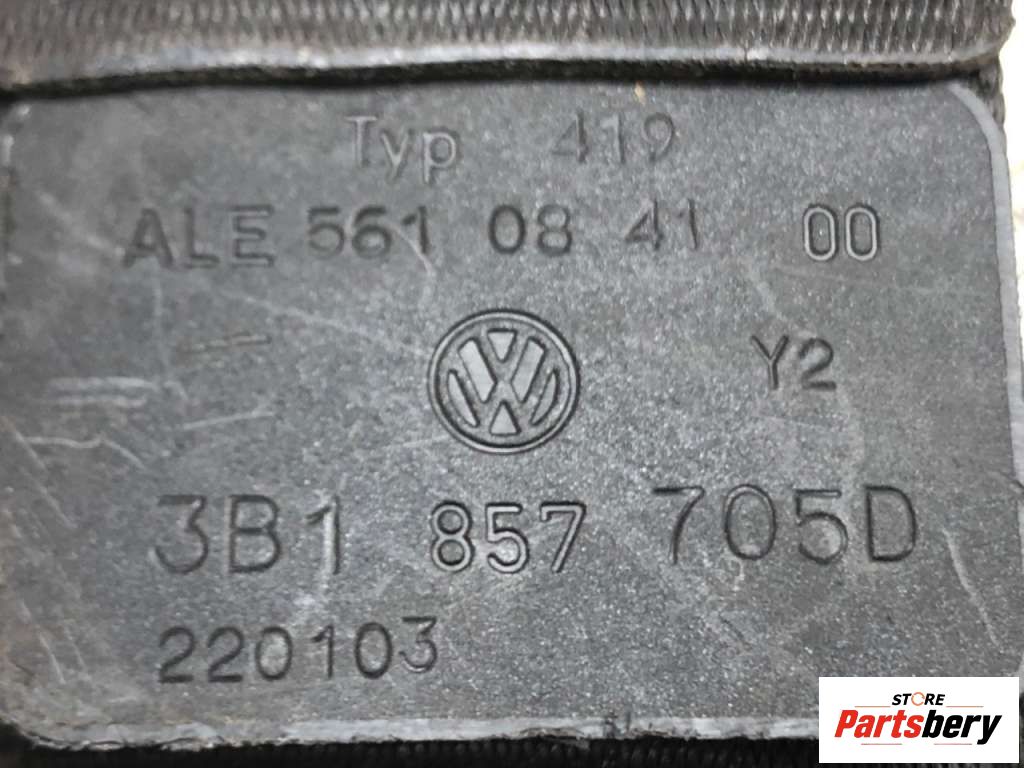 Typ 419
ALE 561 08 41 00
Y2
3B1 857 705D
220103
STORE
Partsbery